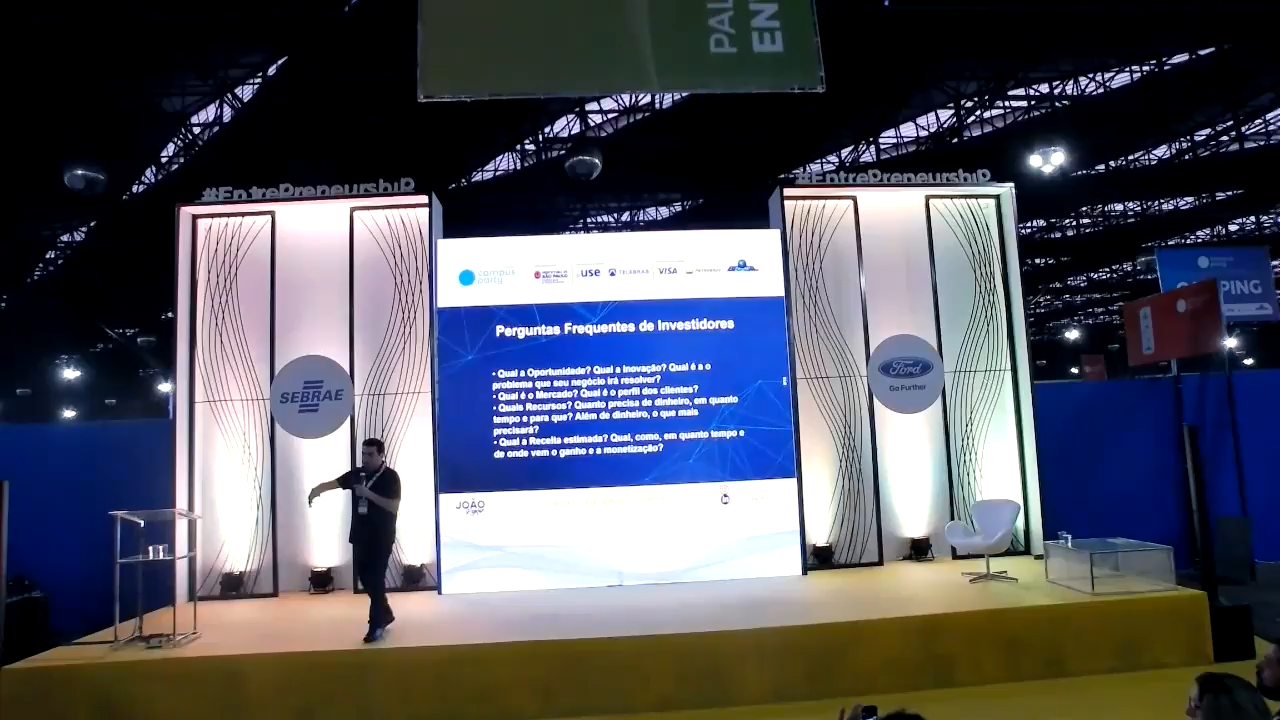 PAL
EN
#EntrePreneurship
#EntrePreneurship
campus
party
SÃO PAULO
USE
TELEBRAS
VISA
PETROBRAS
PING
Perguntas Frequentes de Investidores
• Qual a Oportunidade? Qual a Inovação? Qual é a o
problema que seu negócio irá resolver?
• Qual é o Mercado? Qual é o perfil dos clientes?
• Quais Recursos? Quanto precisa de dinheiro, em quanto
tempo e para que? Além de dinheiro, o que mais
precisará?
• Qual a Receita estimada? Qual, como, em quanto tempo e
de onde vem o ganho e a monetização?
SEBRAE
Ford
Go Further
JOÃO